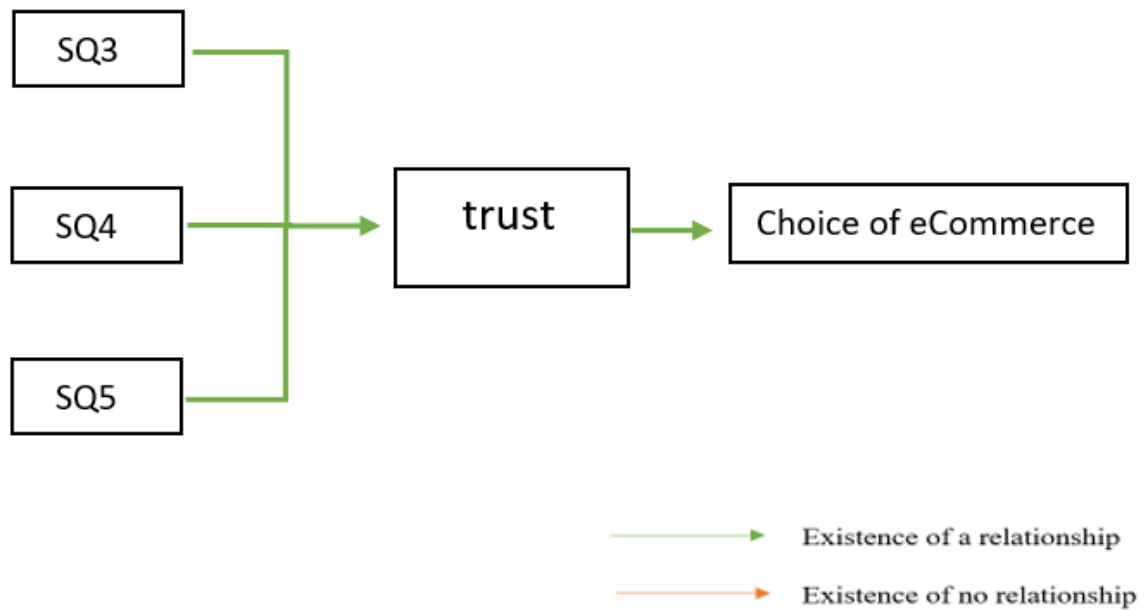 SQ3
SQ4
SQ5
trust
Choice of eCommerce
Existence of a relationship
Existence of no relationship